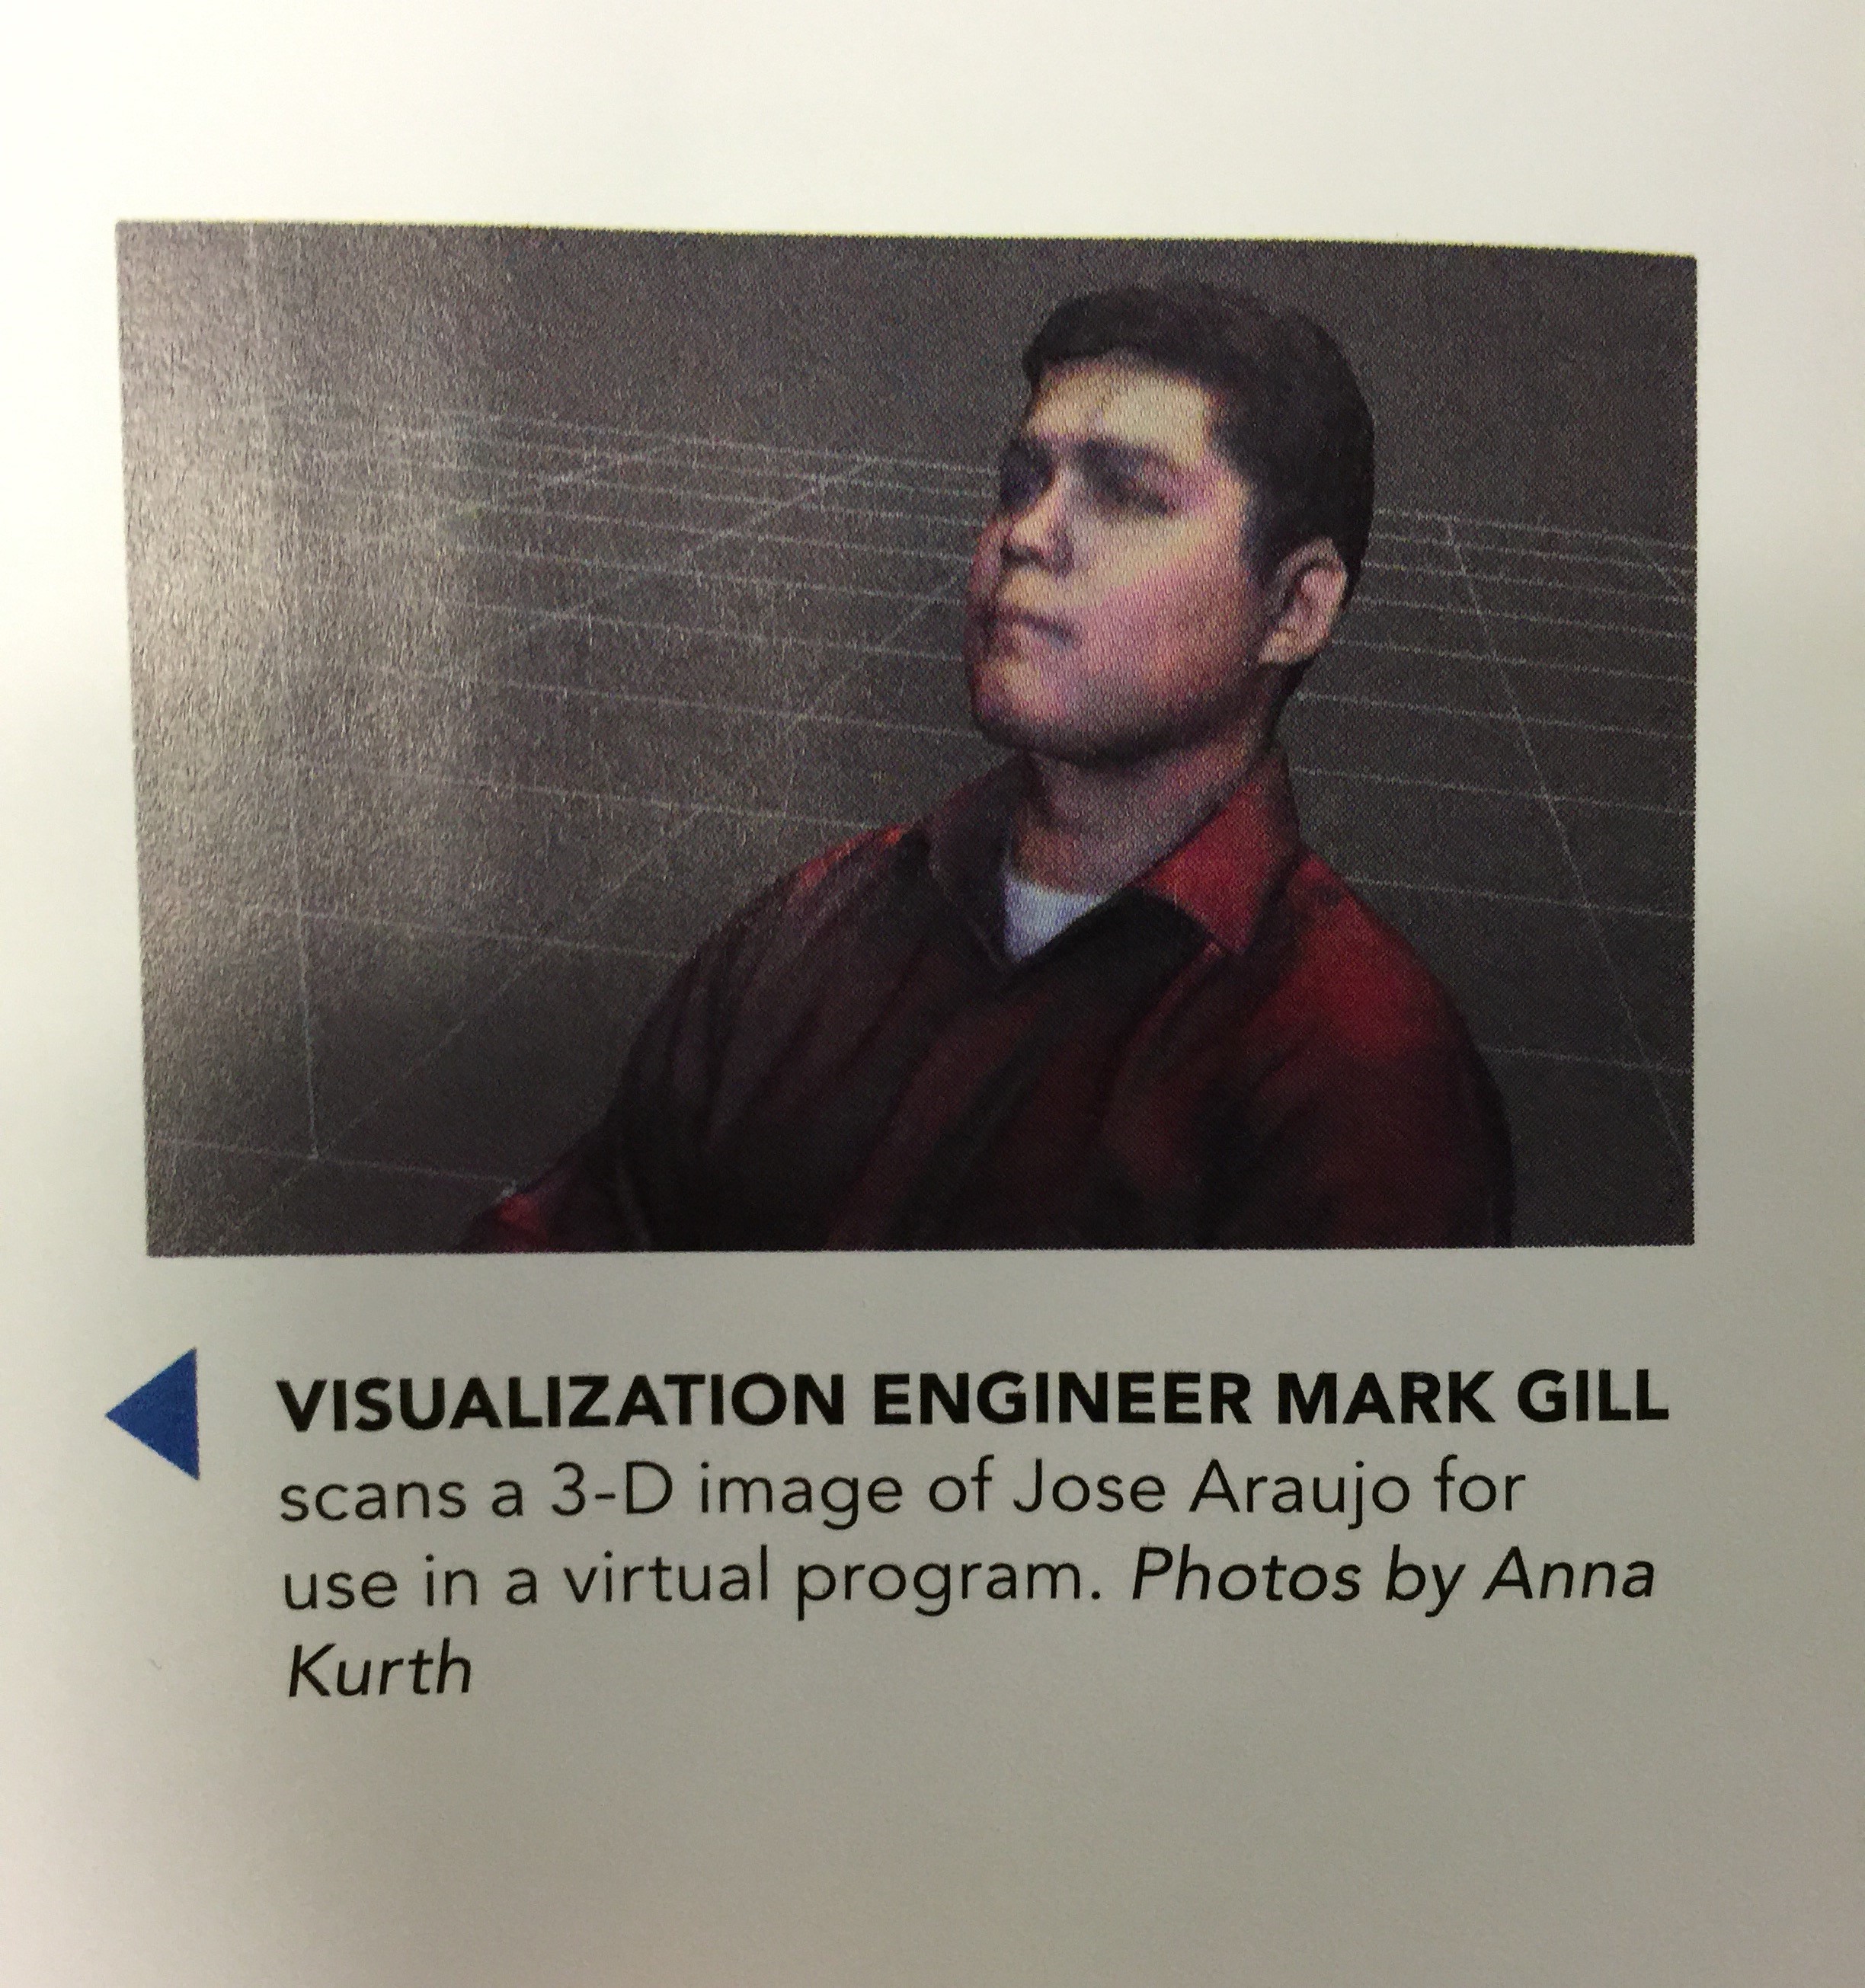 VISUALIZATION ENGINEER MARK GILL
scans a 3-D image of Jose Araujo for
use in a virtual program. Photos by Anna
Kurth